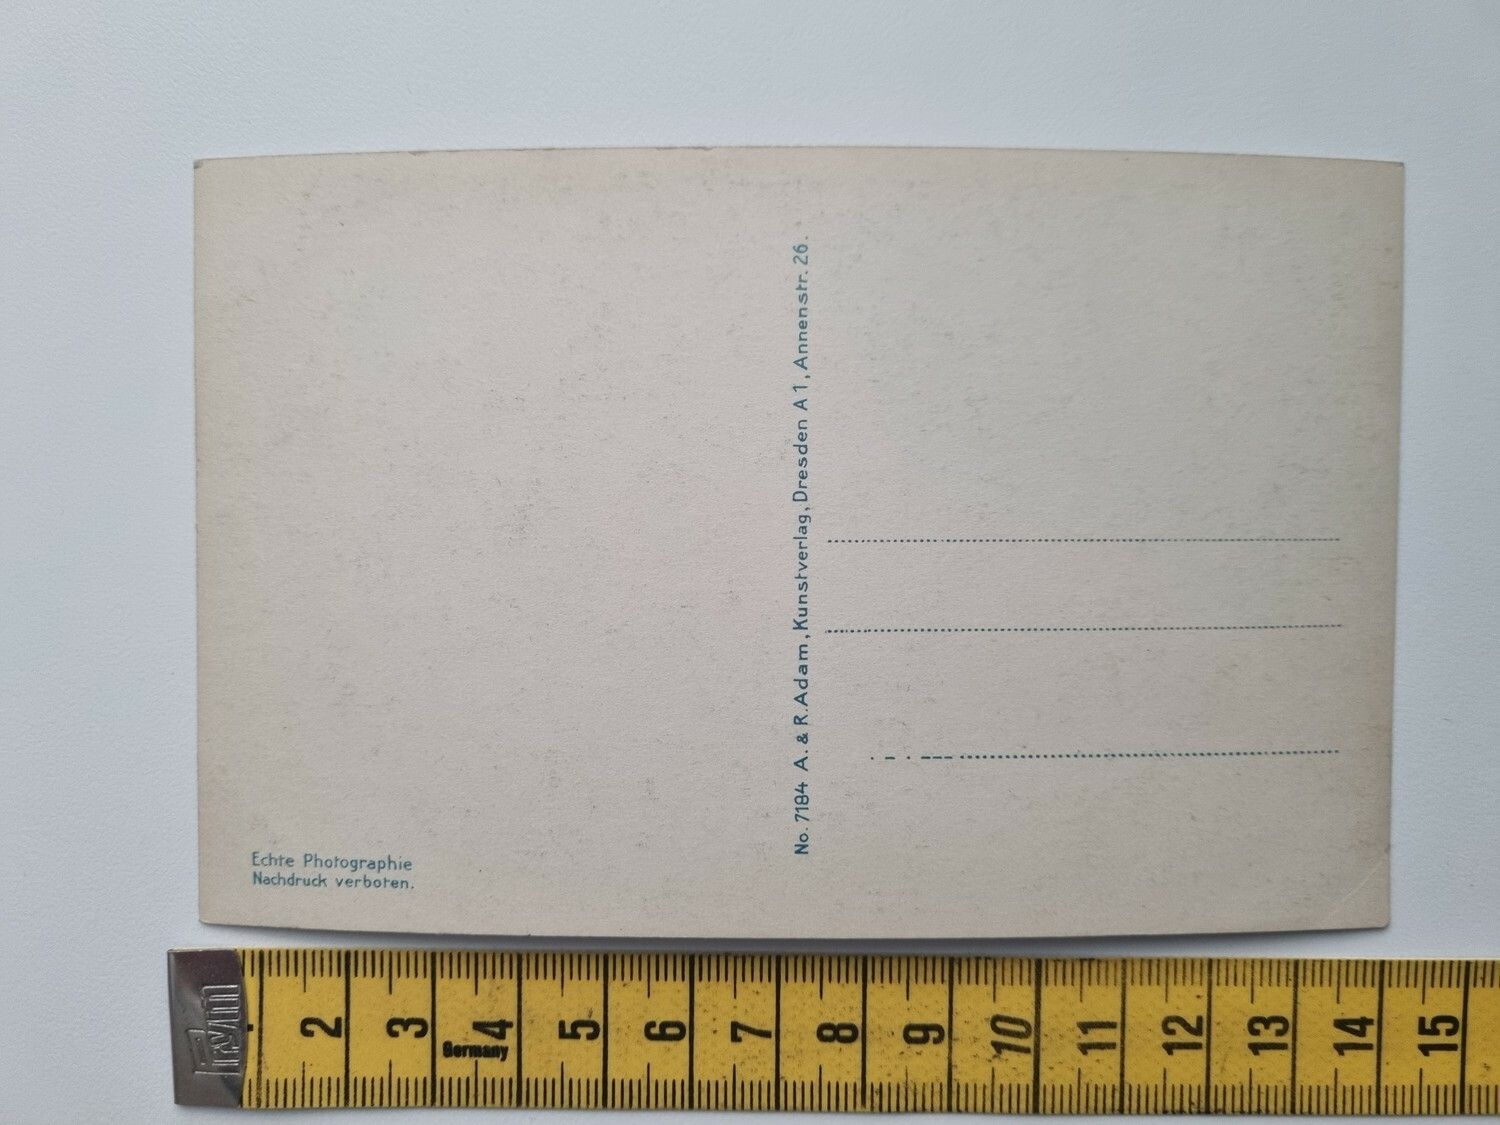 No. 7184 A. & R. Adam, Kunstverlag, Dresden A 1, Annenstr. 26.
Echte Photographie
Nachdruck verboten.
Prym
2 3 4 5 6 7 8 9 10 11 12 13 14 15
Germany